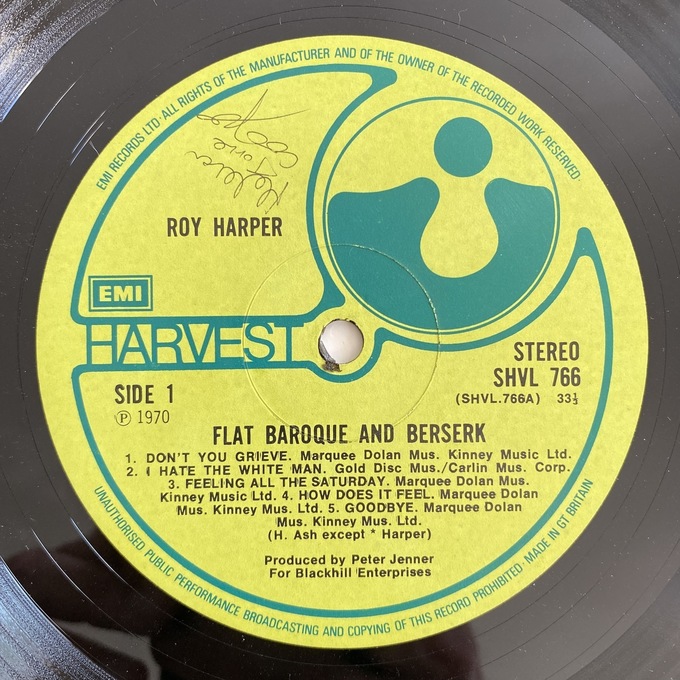 EMI RECORDS LTD · ALL RIGHTS OF THE MANUFACTURER AND OF THE OWNER OF THE RECORDED WORK RESERVED ·
ROY HARPER
EMI
HARVEST
SIDE 1
℗ 1970
STEREO
SHVL 766
(SHVL.766A) 33⅓
FLAT BAROQUE AND BERSERK
1. DON'T YOU GRIEVE. Marquee Dolan Mus. Kinney Music Ltd.
2. I HATE THE WHITE MAN. Gold Disc Mus./Carlin Mus. Corp.
3. FEELING ALL THE SATURDAY. Marquee Dolan Mus.
Kinney Music Ltd. 4. HOW DOES IT FEEL. Marquee Dolan
Mus. Kinney Mus. Ltd. 5. GOODBYE. Marquee Dolan
Mus. Kinney Mus. Ltd.
(H. Ash except * Harper)
Produced by Peter Jenner
For Blackhill Enterprises
UNAUTHORISED PUBLIC PERFORMANCE BROADCASTING AND COPYING OF THIS RECORD PROHIBITED · MADE IN GT BRITAIN